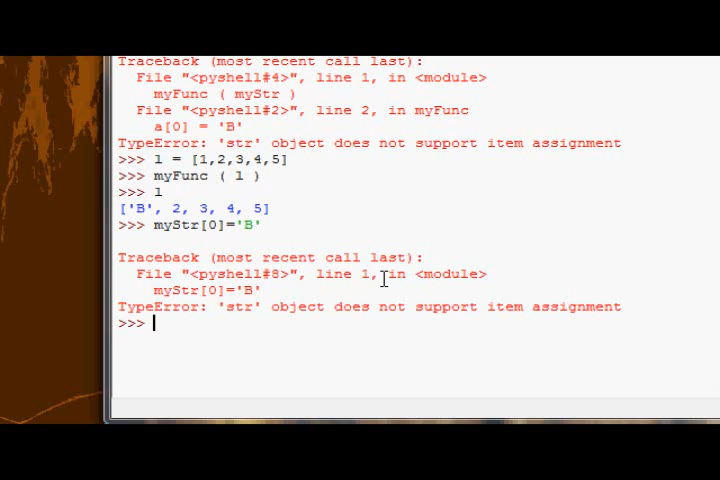 Traceback (most recent call last):
  File "<pyshell#4>", line 1, in <module>
    myFunc ( myStr )
  File "<pyshell#2>", line 2, in myFunc
    a[0] = 'B'
TypeError: 'str' object does not support item assignment
>>> l = [1,2,3,4,5]
>>> myFunc ( l )
>>> l
['B', 2, 3, 4, 5]
>>> myStr[0]='B'
Traceback (most recent call last):
  File "<pyshell#8>", line 1, in <module>
    myStr[0]='B'
TypeError: 'str' object does not support item assignment
>>>